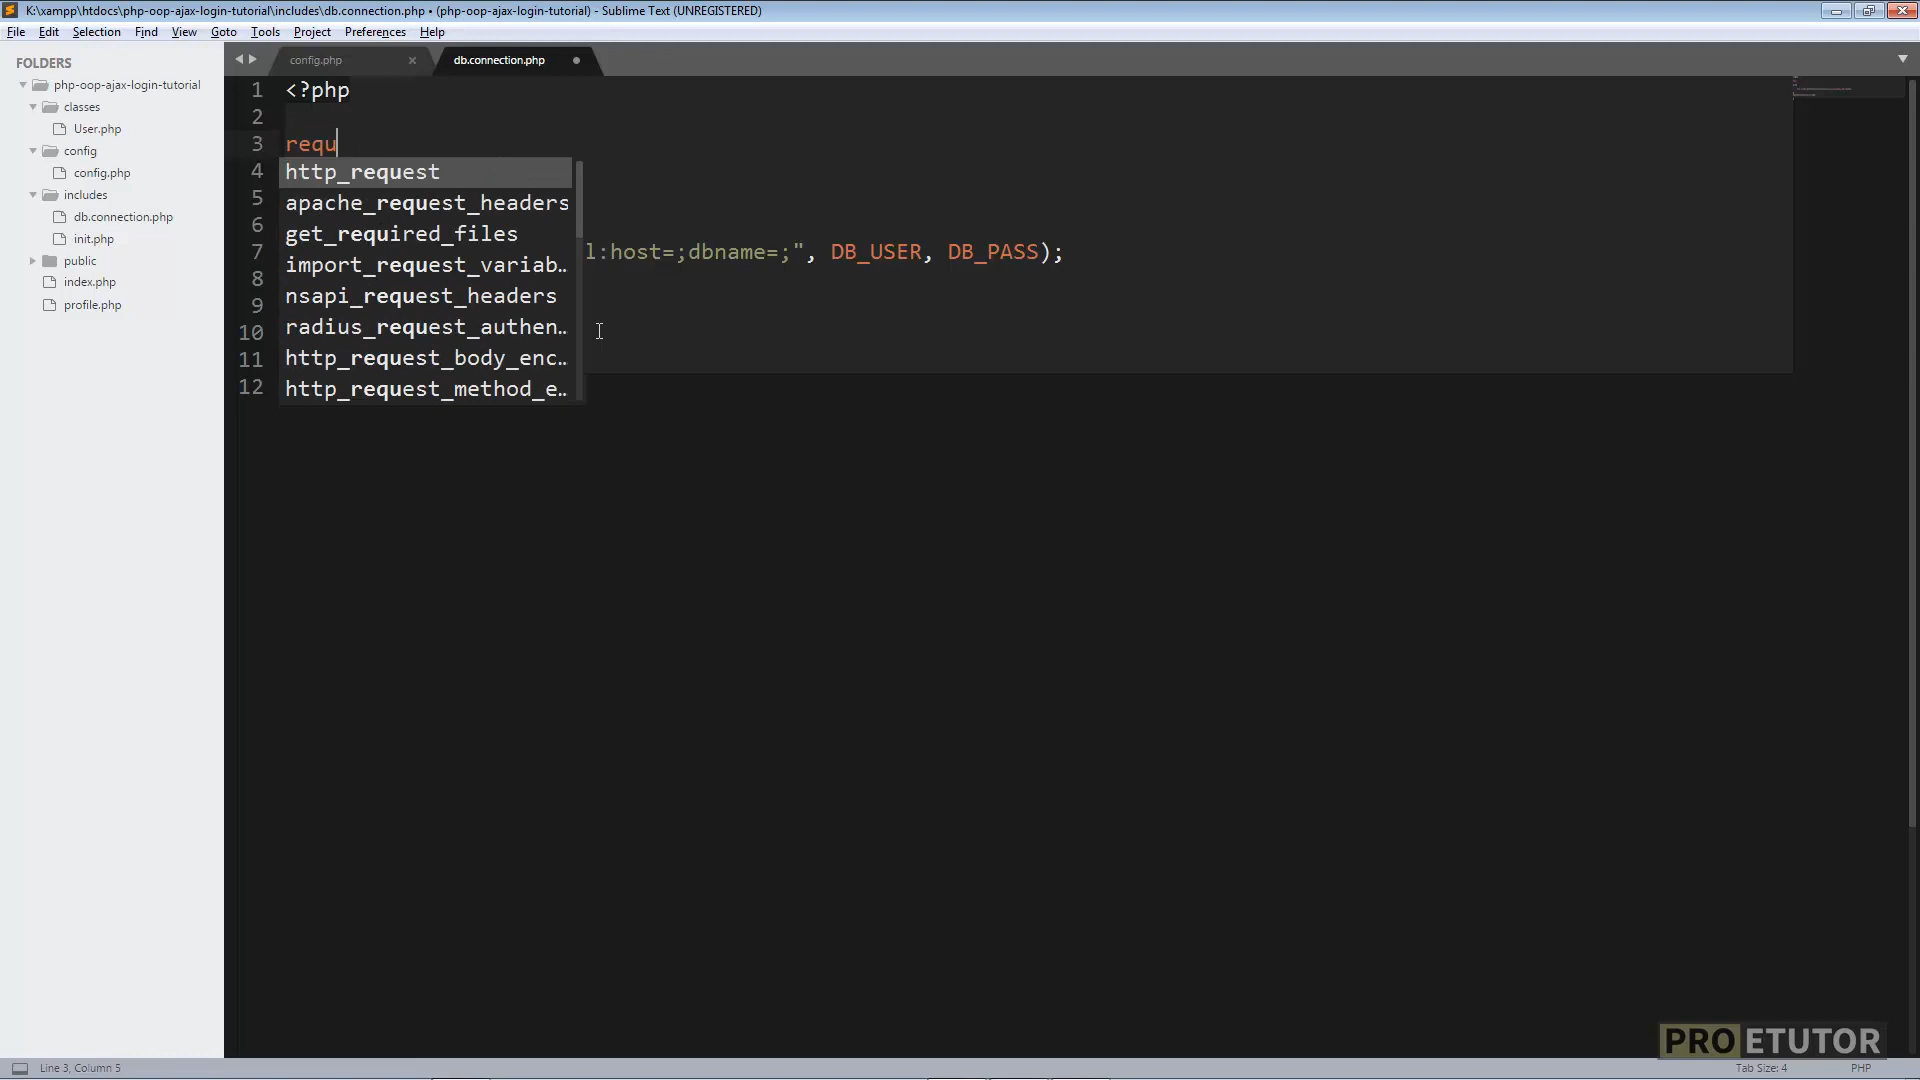 K:\xampp\htdocs\php-oop-ajax-login-tutorial\includes\db.connection.php • (php-oop-ajax-login-tutorial) - Sublime Text (UNREGISTERED)
File Edit Selection Find View Goto Tools Project Preferences Help
FOLDERS
php-oop-ajax-login-tutorial
classes
User.php
config
config.php
includes
db.connection.php
init.php
public
index.php
profile.php
config.php db.connection.php
1 <?php
2
3 requ
4 http_request
5 apache_request_headers
6 get_required_files
7 l:host=;dbname=;", DB_USER, DB_PASS);
import_request_variab..
8 nsapi_request_headers
9 radius_request_authen..
10 http_request_body_enc..
11 http_request_method_e..
12
PROETUTOR
Line 3, Column 5 Tab Size: 4 PHP